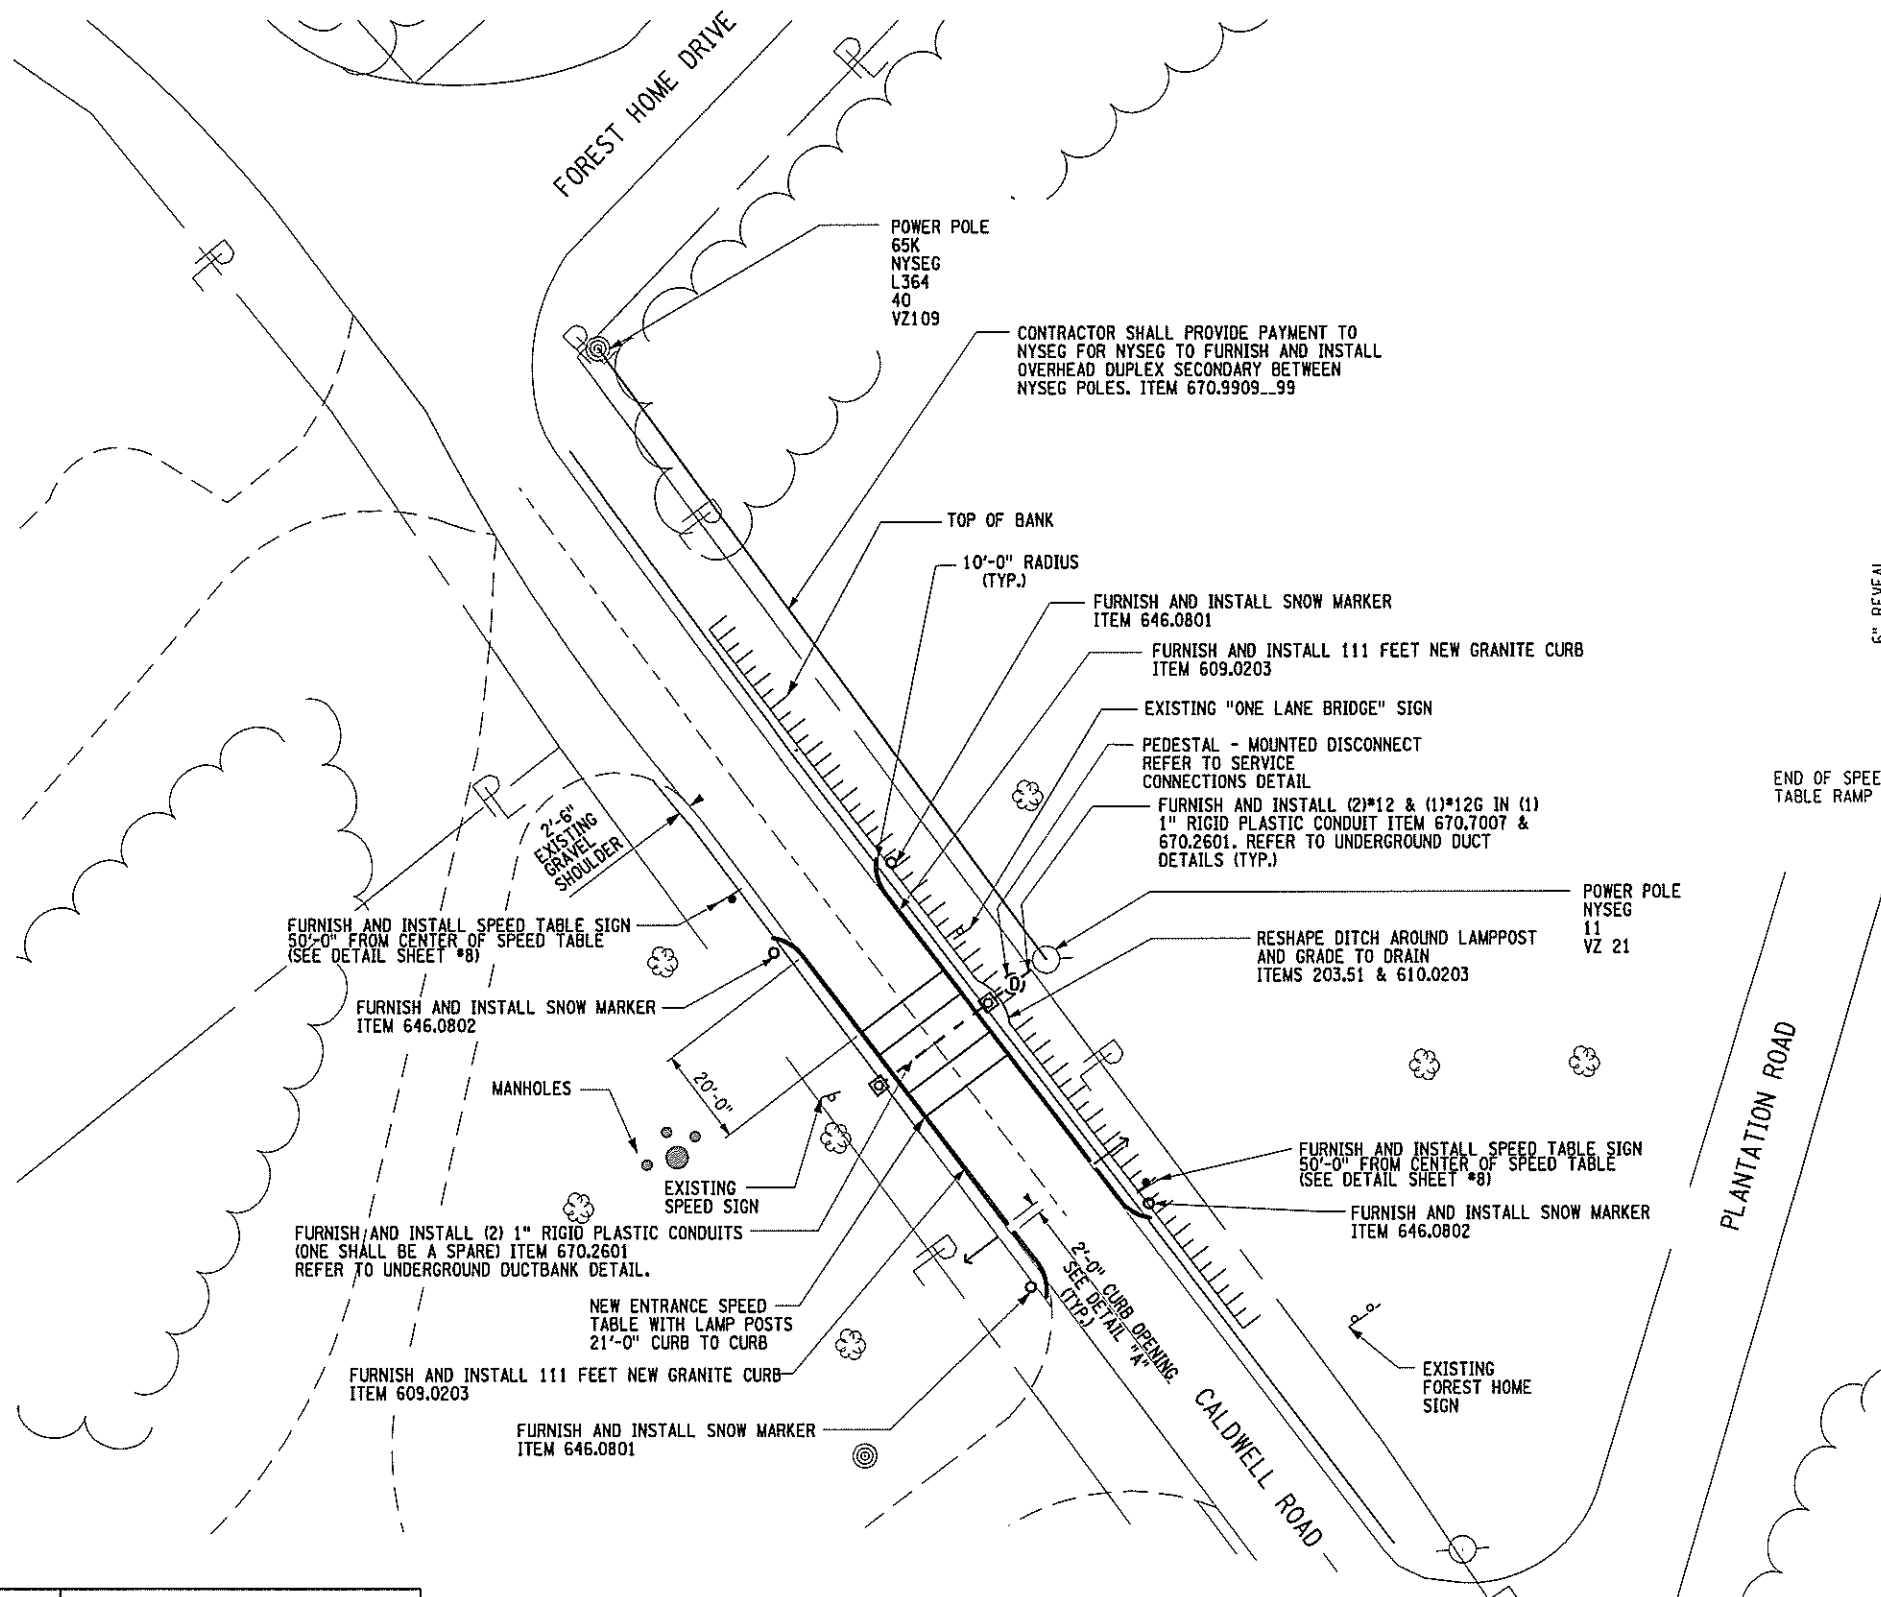 FOREST HOME DRIVE
POWER POLE
65K
NYSEG
L364
40
VZ109
CONTRACTOR SHALL PROVIDE PAYMENT TO
NYSEG FOR NYSEG TO FURNISH AND INSTALL
OVERHEAD DUPLEX SECONDARY BETWEEN
NYSEG POLES. ITEM 670.9909__99
TOP OF BANK
10'-0" RADIUS
(TYP.)
FURNISH AND INSTALL SNOW MARKER
ITEM 646.0801
FURNISH AND INSTALL 111 FEET NEW GRANITE CURB
ITEM 609.0203
EXISTING "ONE LANE BRIDGE" SIGN
PEDESTAL - MOUNTED DISCONNECT
REFER TO SERVICE
CONNECTIONS DETAIL
FURNISH AND INSTALL (2)#12 & (1)#12G IN (1)
1" RIGID PLASTIC CONDUIT ITEM 670.7007 &
670.2601. REFER TO UNDERGROUND DUCT
DETAILS (TYP.)
POWER POLE
NYSEG
11
VZ 21
RESHAPE DITCH AROUND LAMPPOST
AND GRADE TO DRAIN
ITEMS 203.51 & 610.0203
6" REVEAL
END OF SPEE
TABLE RAMP
2'-6"
EXISTING
GRAVEL
SHOULDER
FURNISH AND INSTALL SPEED TABLE SIGN
50'-0" FROM CENTER OF SPEED TABLE
(SEE DETAIL SHEET #8)
FURNISH AND INSTALL SNOW MARKER
ITEM 646.0802
MANHOLES
20'-0"
D
EXISTING
SPEED SIGN
FURNISH AND INSTALL (2) 1" RIGID PLASTIC CONDUITS
(ONE SHALL BE A SPARE) ITEM 670.2601
REFER TO UNDERGROUND DUCTBANK DETAIL.
NEW ENTRANCE SPEED
TABLE WITH LAMP POSTS
21'-0" CURB TO CURB
FURNISH AND INSTALL 111 FEET NEW GRANITE CURB
ITEM 609.0203
FURNISH AND INSTALL SNOW MARKER
ITEM 646.0801
2'-0" CURB OPENING
SEE DETAIL "A"
(TYP.)
FURNISH AND INSTALL SPEED TABLE SIGN
50'-0" FROM CENTER OF SPEED TABLE
(SEE DETAIL SHEET #8)
FURNISH AND INSTALL SNOW MARKER
ITEM 646.0802
EXISTING
FOREST HOME
SIGN
CALDWELL ROAD
PLANTATION ROAD